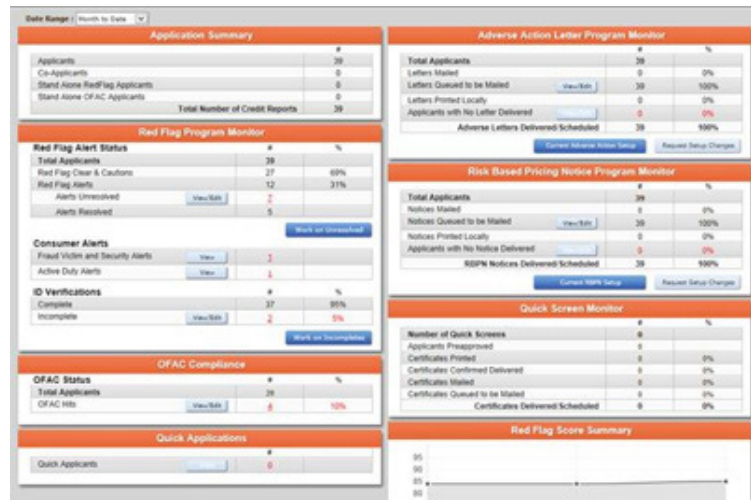 Date Range : Month to Date
Application Summary
#
Applicants 39
Co-Applicants 0
Stand Alone RedFlag Applicants 0
Stand Alone OFAC Applicants 0
Total Number of Credit Reports 39
Red Flag Program Monitor
Red Flag Alert Status # %
Total Applicants 39
Red Flag Clear & Cautions 27 69%
Red Flag Alerts 12 31%
Alerts Unresolved View/Edit 7
Alerts Resolved 5
Work on Unresolved
Consumer Alerts #
Fraud Victim and Security Alerts View
Active Duty Alerts View 1
ID Verifications # %
Complete 37 95%
Incomplete View/Edit 2 5%
Work on Incompletes
OFAC Compliance
OFAC Status # %
Total Applicants 39
OFAC Hits View/Edit 4 10%
Quick Applications
#
Quick Applicants 0
Adverse Action Letter Program Monitor
# %
Total Applicants 39
Letters Mailed 0 0%
Letters Queued to be Mailed View/Edit 39 100%
Letters Printed Locally 0 0%
Applicants with No Letter Delivered 0 0%
Adverse Letters Delivered/Scheduled 39 100%
Current Adverse Action Setup Request Setup Changes
Risk Based Pricing Notice Program Monitor
# %
Total Applicants 39
Notices Mailed 0 0%
Notices Queued to be Mailed View/Edit 39 100%
Notices Printed Locally 0 0%
Applicants with No Notice Delivered 0 0%
RBPN Notices Delivered/Scheduled 39 100%
Current RBPN Setup Request Setup Changes
Quick Screen Monitor
# %
Number of Quick Screens 0
Applicants Preapproved 0
Certificates Printed 0 0%
Certificates Confirmed Delivered 0 0%
Certificates Mailed 0 0%
Certificates Queued to be Mailed 0 0%
Certificates Delivered/Scheduled 0 0%
Red Flag Score Summary
95
90
85
80